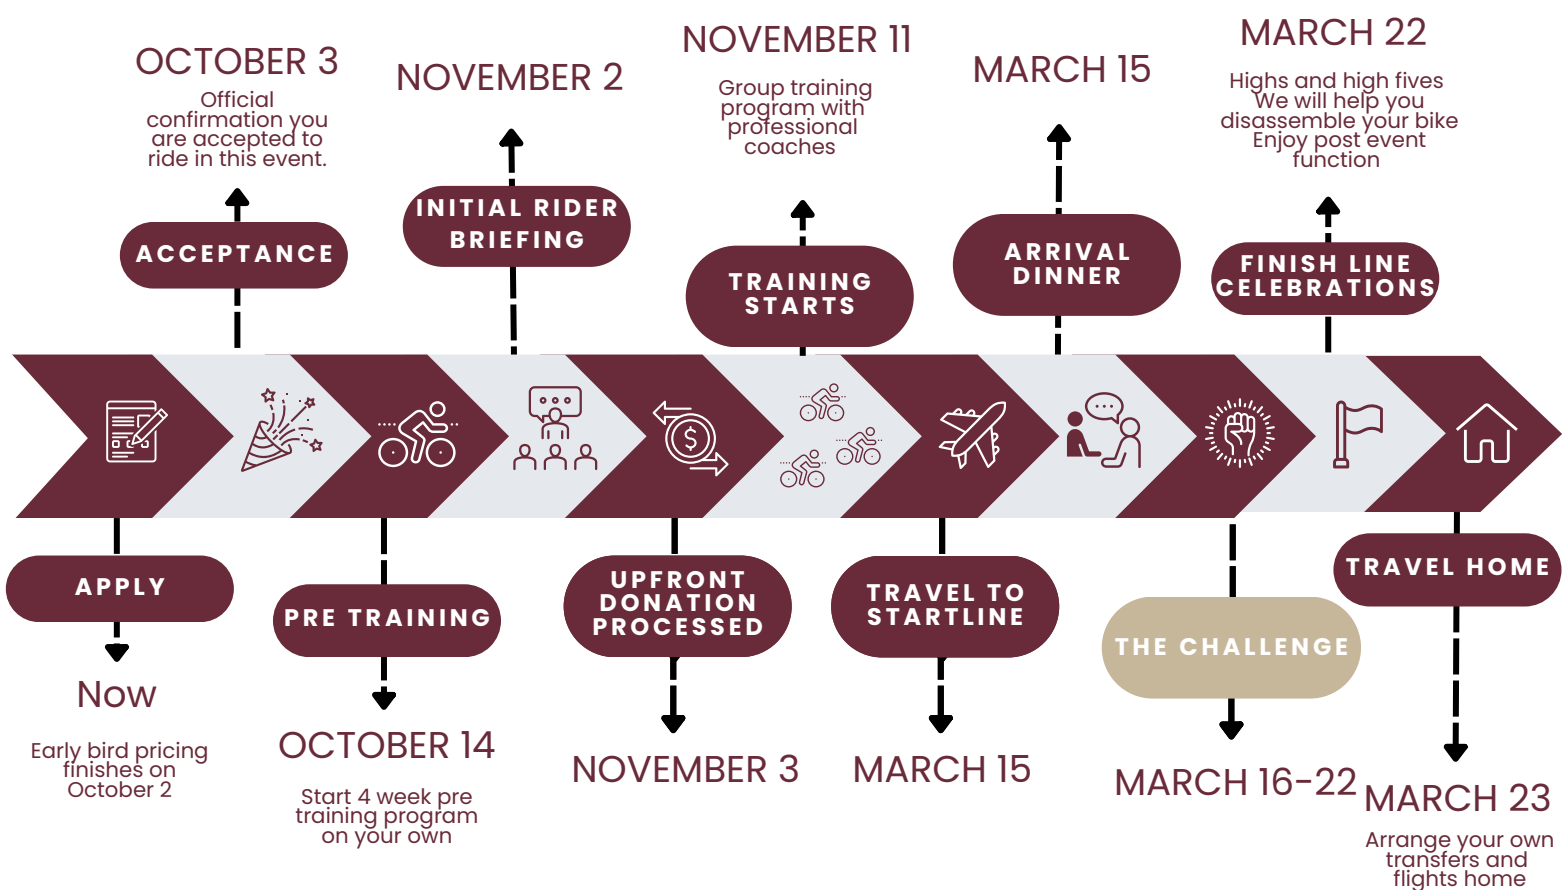 OCTOBER 3
Official
confirmation you
are accepted to
ride in this event.
ACCEPTANCE
NOVEMBER 2
INITIAL RIDER
BRIEFING
NOVEMBER 11
Group training
program with
professional
coaches
TRAINING
STARTS
MARCH 15
ARRIVAL
DINNER
MARCH 22
Highs and high fives
We will help you
disassemble your bike
Enjoy post event
function
FINISH LINE
CELEBRATIONS
$
APPLY
Now
Early bird pricing
finishes on
October 2
PRE TRAINING
OCTOBER 14
Start 4 week pre
training program
on your own
UPFRONT
DONATION
PROCESSED
NOVEMBER 3
TRAVEL TO
STARTLINE
MARCH 15
THE CHALLENGE
MARCH 16-22
TRAVEL HOME
MARCH 23
Arrange your own
transfers and
flights home